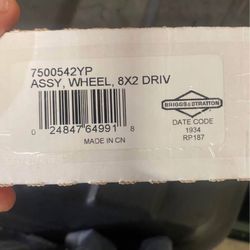 7500542YP
ASSY, WHEEL, 8X2 DRIV
BRIGGS & STRATTON
0 24847 64991 8
DATE CODE
1934
RP187
MADE IN CN